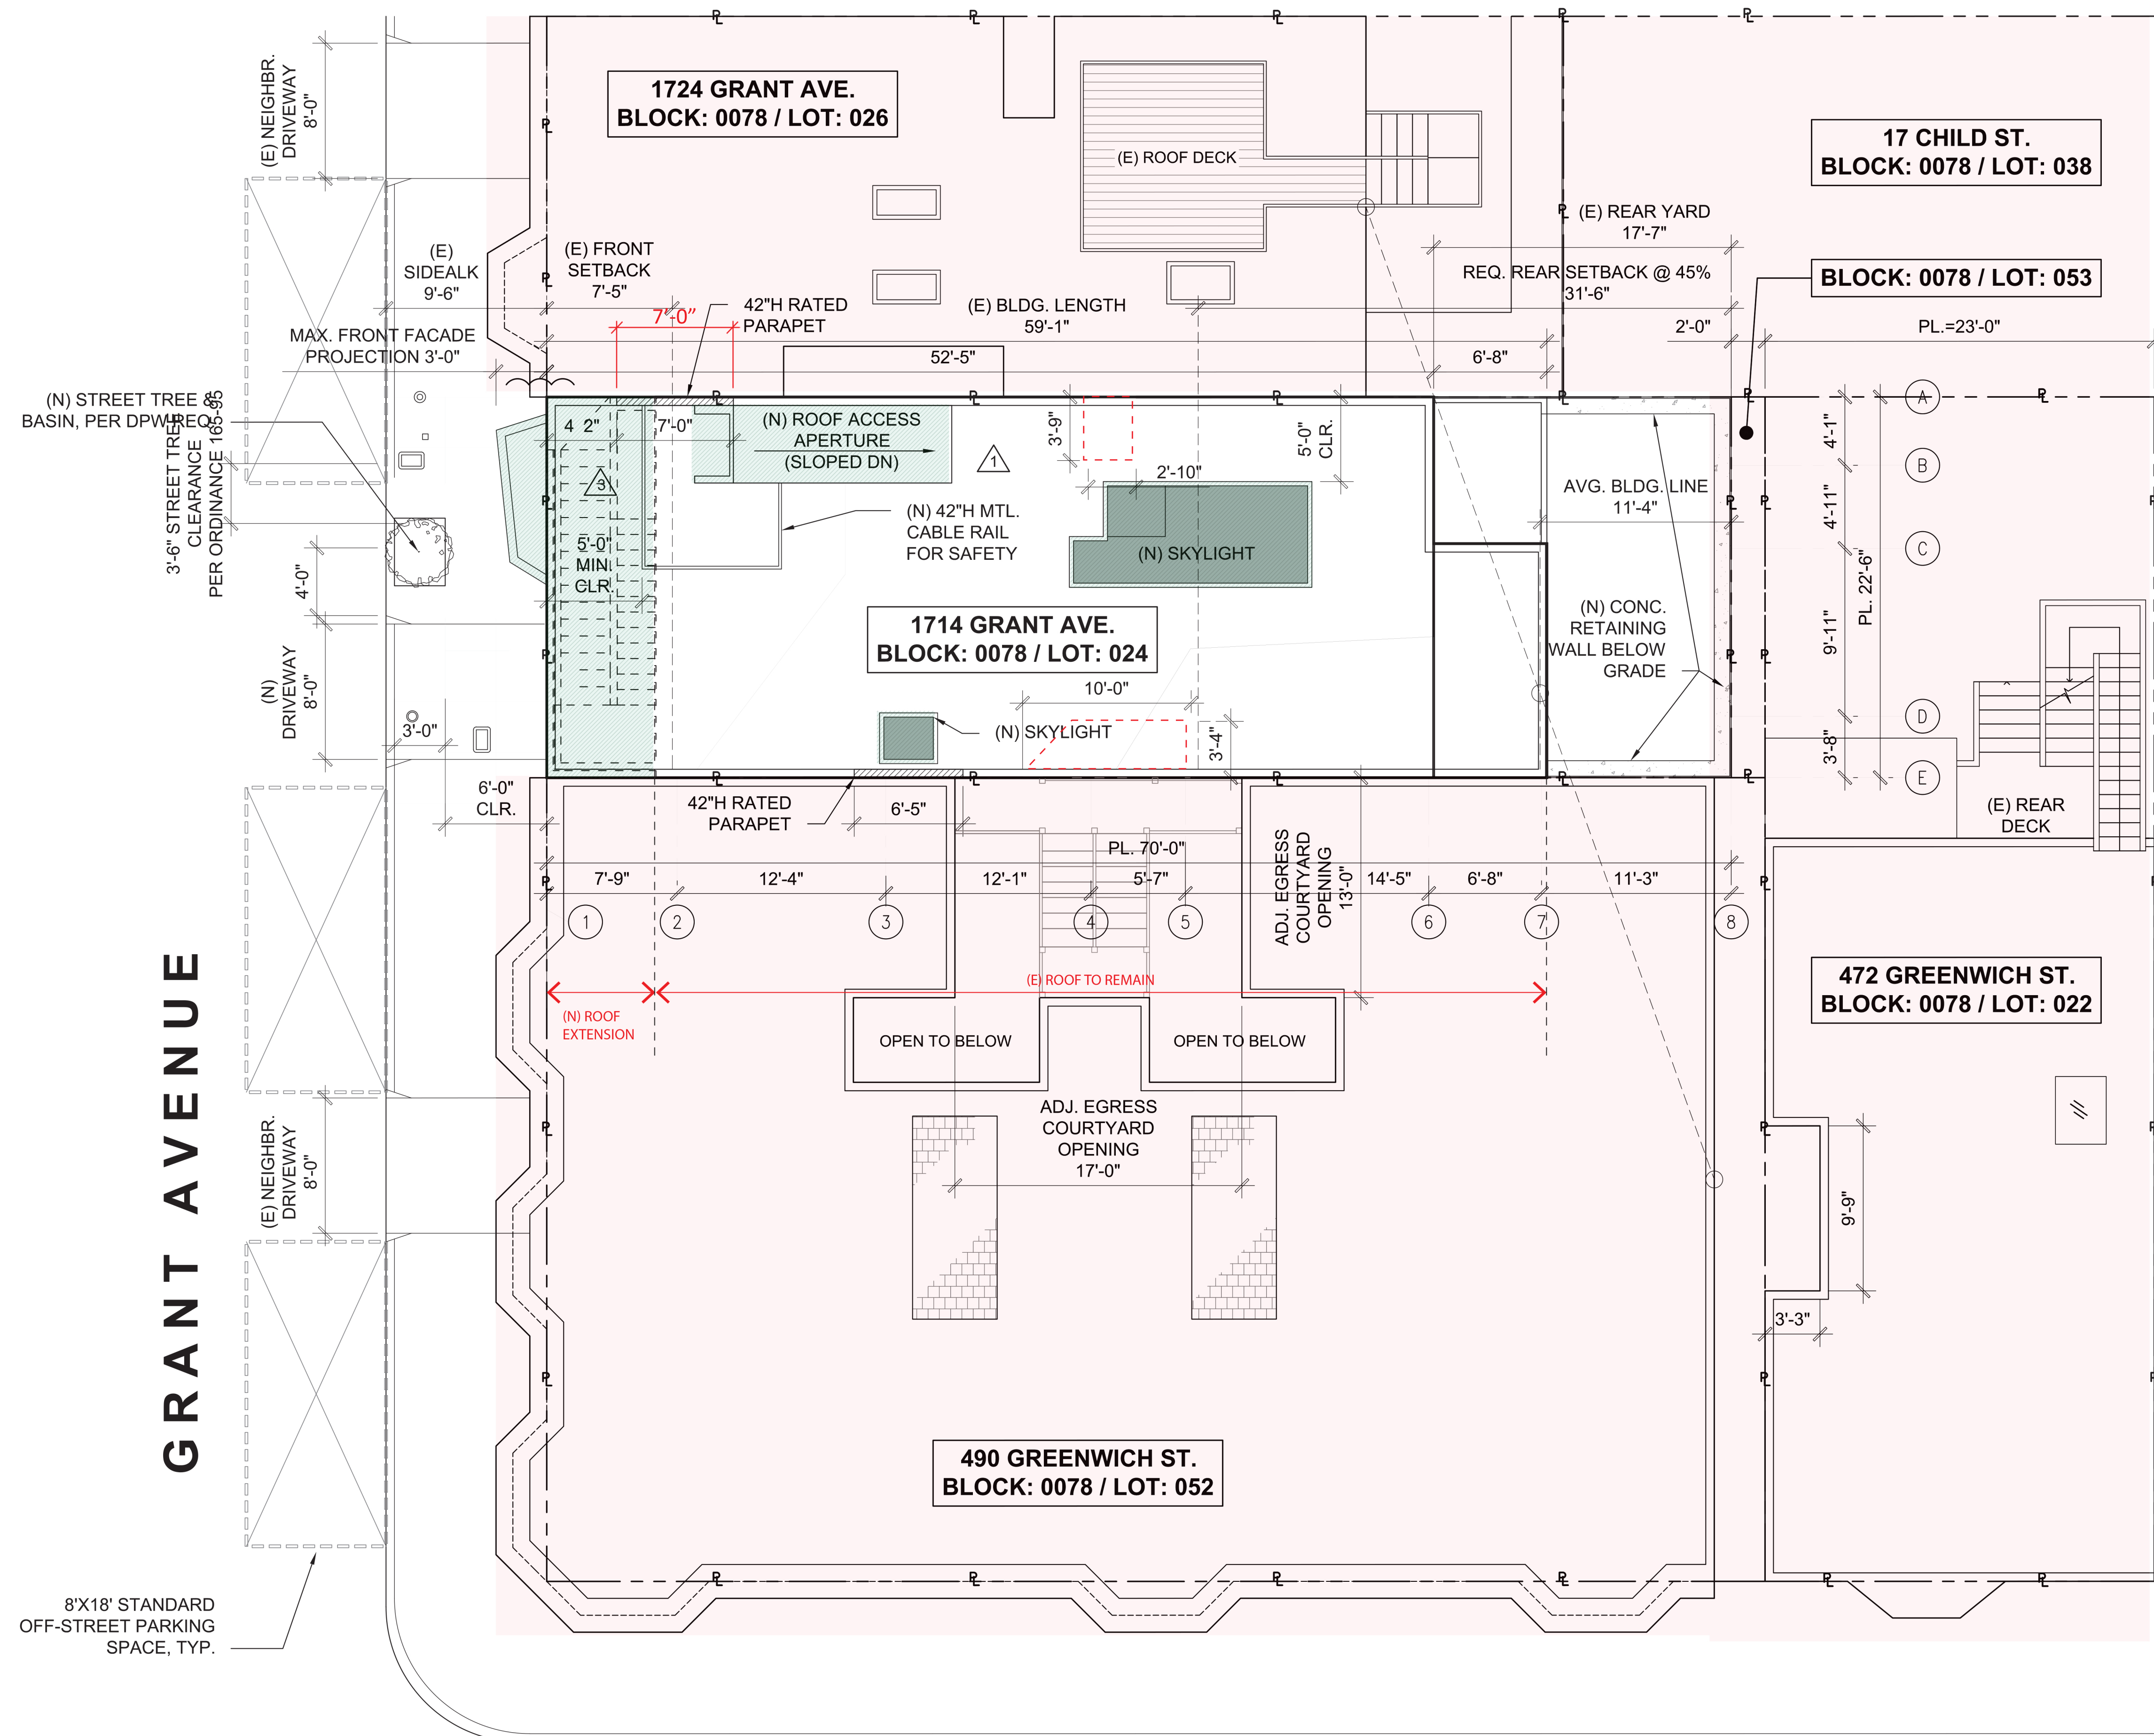 (E) NEIGHBR.
DRIVEWAY
8'-0"
1724 GRANT AVE.
BLOCK: 0078 / LOT: 026
(E) ROOF DECK
17 CHILD ST.
BLOCK: 0078 / LOT: 038
(E) REAR YARD
17'-7"
(E)
SIDEALK
9'-6"
(E) FRONT
SETBACK
7'-5"
7'-0"
42"H RATED
PARAPET
(E) BLDG. LENGTH
59'-1"
REQ. REAR SETBACK @ 45%
31'-6"
BLOCK: 0078 / LOT: 053
MAX. FRONT FACADE
PROJECTION 3'-0"
52'-5"
6'-8"
2'-0"
PL.=23'-0"
(N) STREET TREE &
BASIN, PER DPW REQ.
3'-6" STREET TREE
CLEARANCE
PER ORDINANCE 165-95
4 2"
7'-0"
(N) ROOF ACCESS
APERTURE
(SLOPED DN)
1
3
3'-9"
2'-10"
5'-0"
CLR.
(N) 42"H MTL.
CABLE RAIL
FOR SAFETY
(N) SKYLIGHT
AVG. BLDG. LINE
11'-4"
4'-1"
4'-11"
9'-11"
3'-8"
PL. 22'-6"
A
B
C
D
E
4'-0"
5'-0"
MIN.
CLR.
1714 GRANT AVE.
BLOCK: 0078 / LOT: 024
(N) CONC.
RETAINING
WALL BELOW
GRADE
(N)
DRIVEWAY
8'-0"
3'-0"
10'-0"
(N) SKYLIGHT
3'-4"
6'-0"
CLR.
42"H RATED
PARAPET
6'-5"
(E) REAR
DECK
PL. 70'-0"
ADJ. EGRESS
COURTYARD
OPENING
13'-0"
7'-9"
12'-4"
12'-1"
5'-7"
14'-5"
6'-8"
11'-3"
1
2
3
4
5
6
7
8
(E) ROOF TO REMAIN
(N) ROOF
EXTENSION
472 GREENWICH ST.
BLOCK: 0078 / LOT: 022
OPEN TO BELOW
OPEN TO BELOW
GRANT AVENUE
(E) NEIGHBR.
DRIVEWAY
8'-0"
ADJ. EGRESS
COURTYARD
OPENING
17'-0"
9'-9"
3'-3"
490 GREENWICH ST.
BLOCK: 0078 / LOT: 052
8'X18' STANDARD
OFF-STREET PARKING
SPACE, TYP.